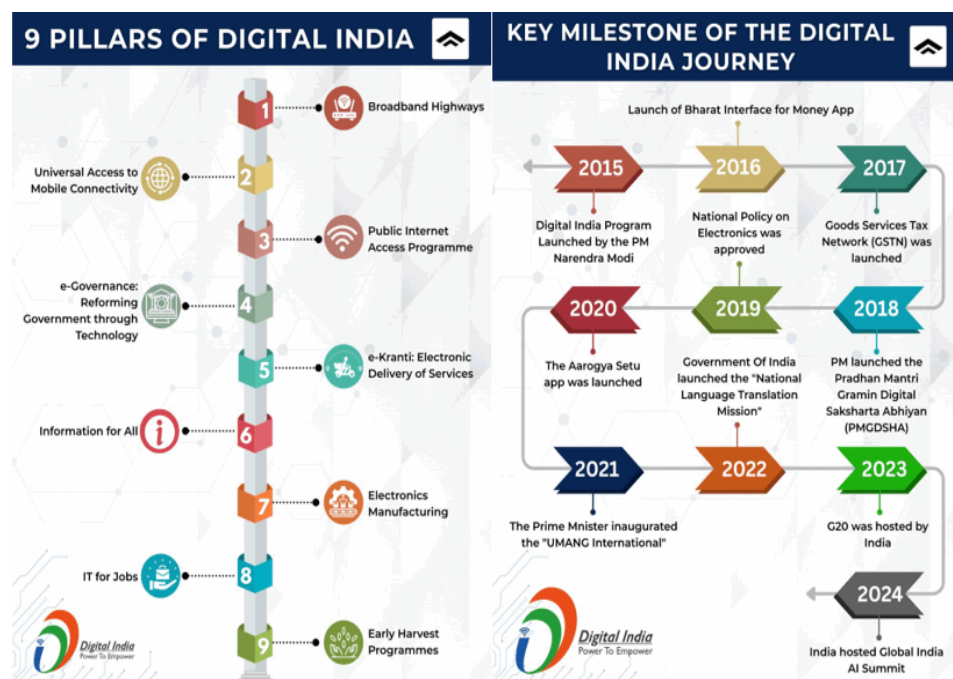 9 PILLARS OF DIGITAL INDIA
1
Broadband Highways
Universal Access to
Mobile Connectivity
2
3
Public Internet
Access Programme
e-Governance:
Reforming
Government through
Technology
4
5
e-Kranti: Electronic
Delivery of Services
Information for All
6
7
Electronics
Manufacturing
IT for Jobs
8
9
Early Harvest
Programmes
Digital India
Power To Empower
KEY MILESTONE OF THE DIGITAL
INDIA JOURNEY
Launch of Bharat Interface for Money App
2015
2016
2017
Digital India Program
Launched by the PM
Narendra Modi
National Policy on
Electronics was
approved
Goods Services Tax
Network (GSTN) was
launched
2020
2019
2018
The Aarogya Setu
app was launched
Government Of India
launched the "National
Language Translation
Mission"
PM launched the
Pradhan Mantri
Gramin Digital
Saksharta Abhiyan
(PMGDSHA)
2021
2022
2023
The Prime Mnister inaugurated
the "UMANG International"
G20 was hosted by
India
2024
India hosted Global India
AI Summit
Digital India
Power To Empower